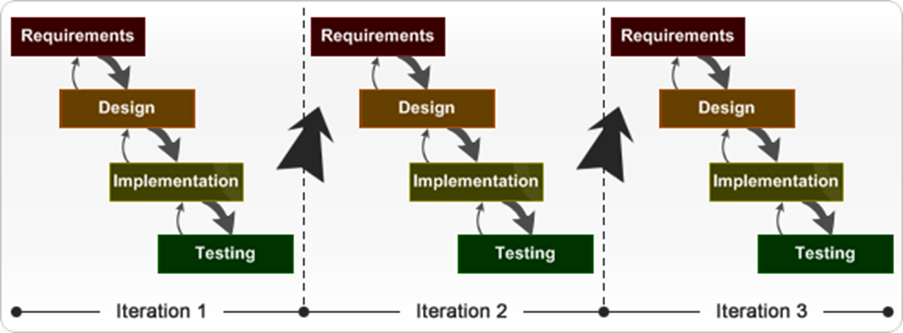 Requirements
Design
Implementation
Testing
Iteration 1
Requirements
Design
Implementation
Testing
Iteration 2
Requirements
Design
Implementation
Testing
Iteration 3